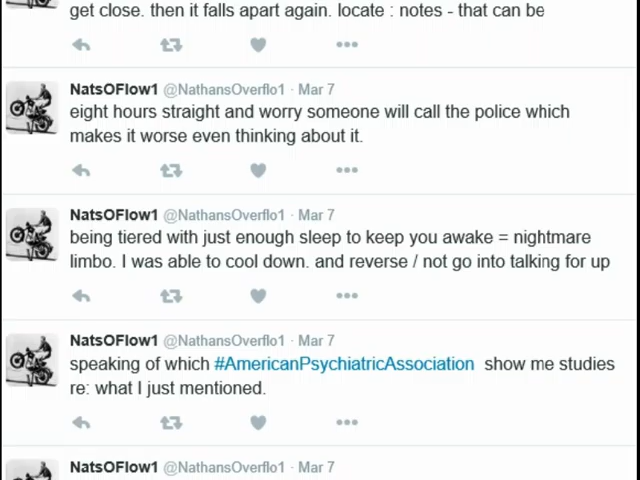 get close. then it falls apart again. locate : notes - that can be
NatsOFlow1 @NathansOverflo1 · Mar 7
eight hours straight and worry someone will call the police which
makes it worse even thinking about it.
NatsOFlow1 @NathansOverflo1 · Mar 7
being tiered with just enough sleep to keep you awake = nightmare
limbo. I was able to cool down. and reverse / not go into talking for up
NatsOFlow1 @NathansOverflo1 · Mar 7
speaking of which #AmericanPsychiatricAssociation show me studies
re: what I just mentioned.
NatsOFlow1 @NathansOverflo1 · Mar 7